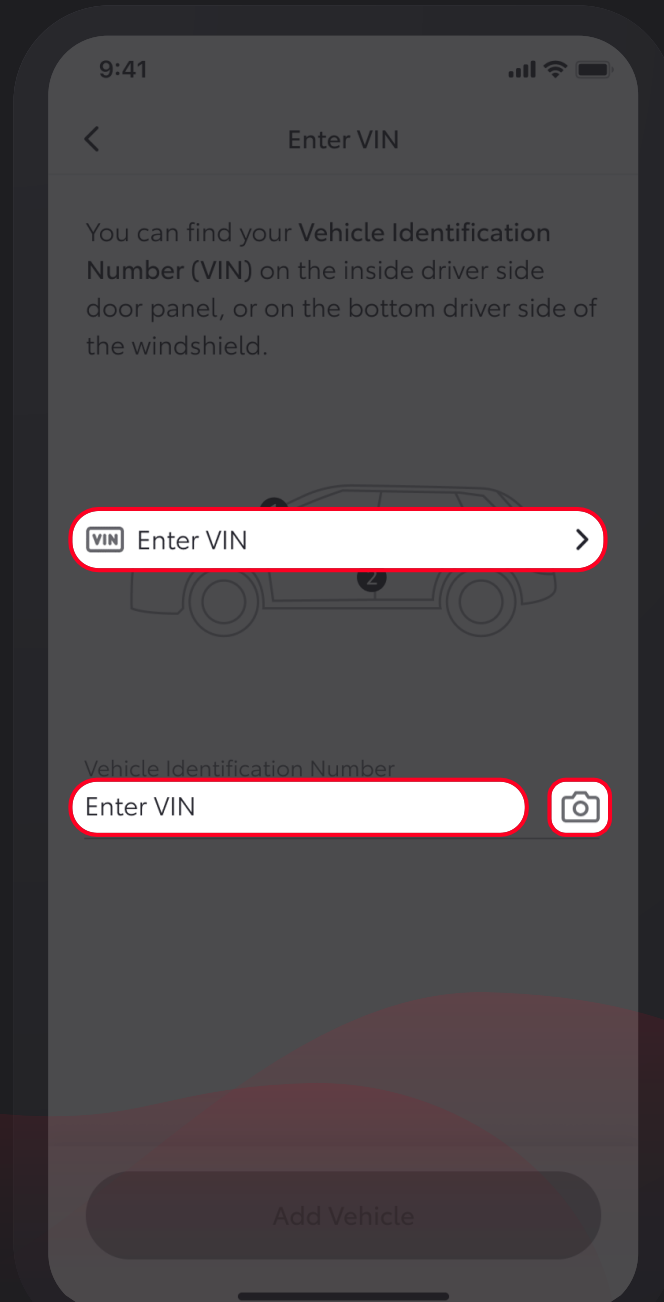 9:41
Enter VIN
You can find your Vehicle Identification
Number (VIN) on the inside driver side
door panel, or on the bottom driver side of
the windshield.
VIN Enter VIN
2
Vehicle Identification Number
Enter VIN
Add Vehicle